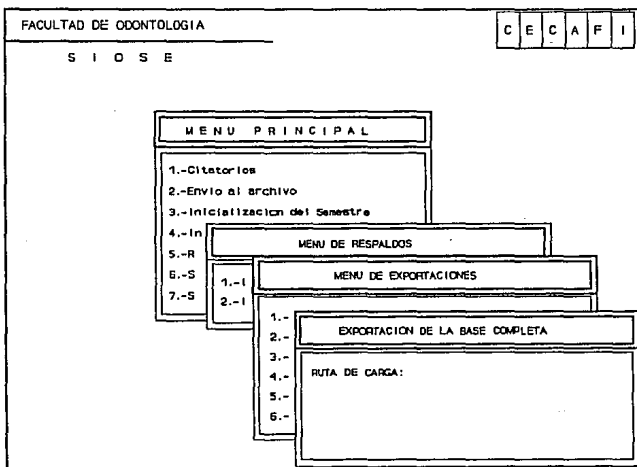 FACULTAD DE ODONTOLOGIA
C E C A F I
S I O S E
MENU PRINCIPAL
1.-Citatorios
2.-Envio al archivo
3.-Inicializacion del Semestre
4.-In
5.-R
6.-S
7.-S
MENU DE RESPALDOS
1.-I
2.-I
MENU DE EXPORTACIONES
1.-
2.-
3.-
4.-
5.-
6.-
EXPORTACION DE LA BASE COMPLETA
RUTA DE CARGA: